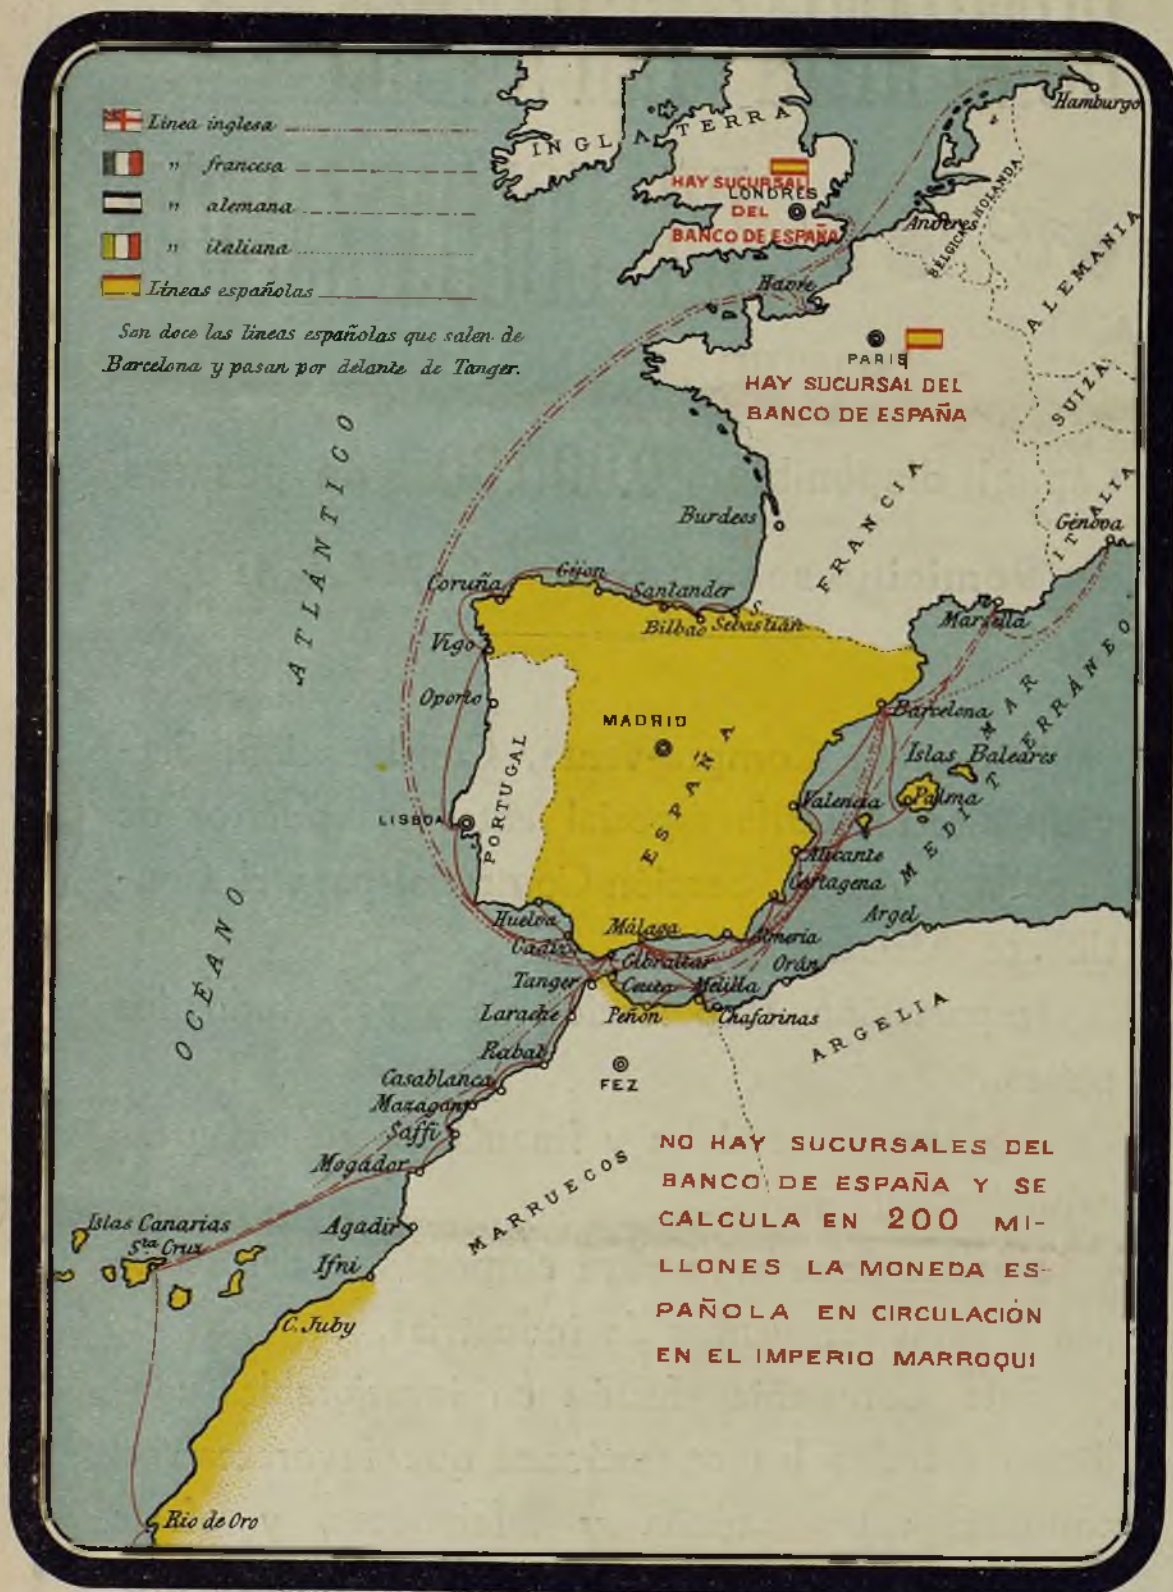 Línea inglesa
" francesa
" alemana
" italiana
Líneas españolas
Son doce las líneas españolas que salen de
Barcelona y pasan por delante de Tanger.
Hamburgo
INGLATERRA
HAY SUCURSAL
LONDRES
DEL
BANCO DE ESPAÑA
HOLANDA
Amberes
BÉLGICA
ALEMANIA
Havre
PARIS
HAY SUCURSAL DEL
BANCO DE ESPAÑA
SUIZA
ITALIA
FRANCIA
Burdeos
Génova
ATLÁNTICO
Coruña
Gijon
Santander
Bilbao
S.
Sebastián
Marsella
Vigo
Oporto
MADRID
Barcelona
MAR
MEDITERRÁNEO
Islas Baleares
PORTUGAL
ESPAÑA
Valencia
Palma
LISBOA
Alicante
Cartagena
OCÉANO
Huelva
Málaga
Almeria
Argel
Cadiz
Gibraltar
Orán
Tanger
Ceuta
Melilla
Larache
Peñón
Chafarinas
ARGELIA
Rabat
FEZ
Casablanca
Mazagan
Saffi
Mogador
MARRUECOS
NO HAY SUCURSALES DEL
BANCO DE ESPAÑA Y SE
CALCULA EN 200 MI-
LLONES LA MONEDA ES-
PAÑOLA EN CIRCULACIÓN
EN EL IMPERIO MARROQUI
Islas Canarias
Sta Cruz
Agadir
Ifni
C. Juby
Rio de Oro